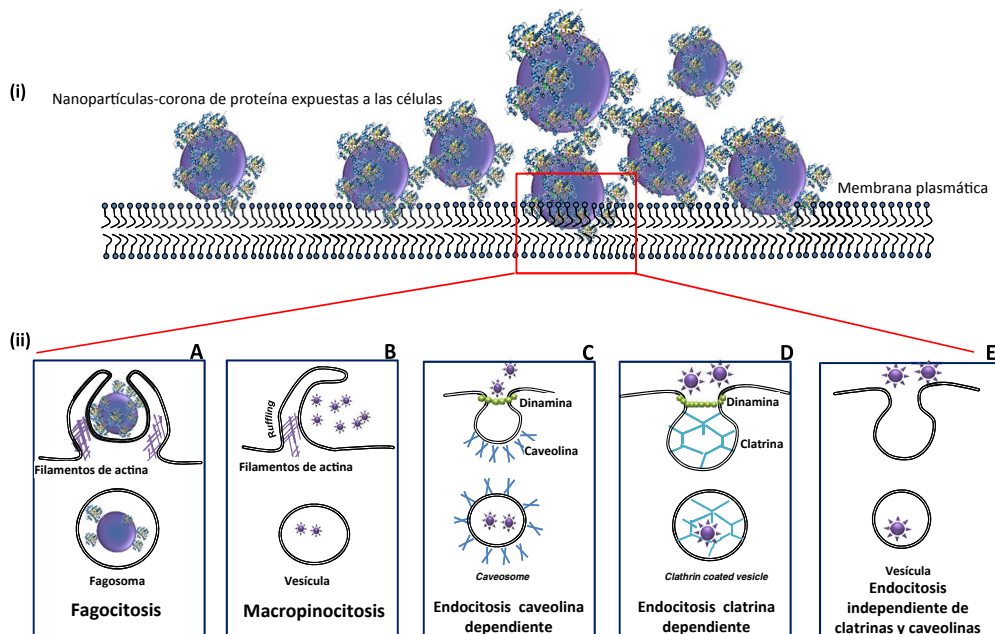 (i)
Nanopartículas-corona de proteína expuestas a las células
Membrana plasmática
(ii)
A
Filamentos de actina
Fagosoma
Fagocitosis
B
Ruffling
Filamentos de actina
Vesícula
Macropinocitosis
C
Dinamina
Caveolina
Caveosome
Endocitosis caveolina
dependiente
D
Dinamina
Clatrina
Clathrin coated vesicle
Endocitosis clatrina
dependiente
E
Vesícula
Endocitosis
independiente de
clatrinas y caveolinas